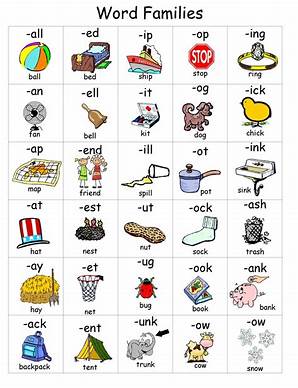 Word Families
-all -ed -ip -op -ing
STOP
ball bed ship stop ring
-an -ell -it -og -ick
fan bell kit dog chick
-ap -end -ill -ot -ink
map friend spill pot sink
-at -est -ut -ock -ash
hat nest nut sock trash
-ay -et -ug -ook -ank
hay net bug book bank
-ack -ent -unk -ow -ow
backpack tent trunk cow snow